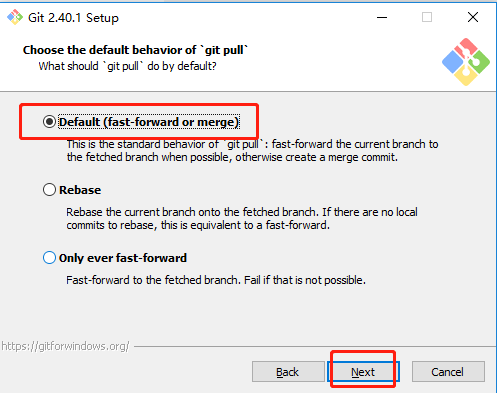 Git 2.40.1 Setup
Choose the default behavior of `git pull`
What should `git pull` do by default?
Default (fast-forward or merge)
This is the standard behavior of `git pull`: fast-forward the current branch to
the fetched branch when possible, otherwise create a merge commit.
Rebase
Rebase the current branch onto the fetched branch. If there are no local
commits to rebase, this is equivalent to a fast-forward.
Only ever fast-forward
Fast-forward to the fetched branch. Fail if that is not possible.
https://gitforwindows.org/
Back Next Cancel